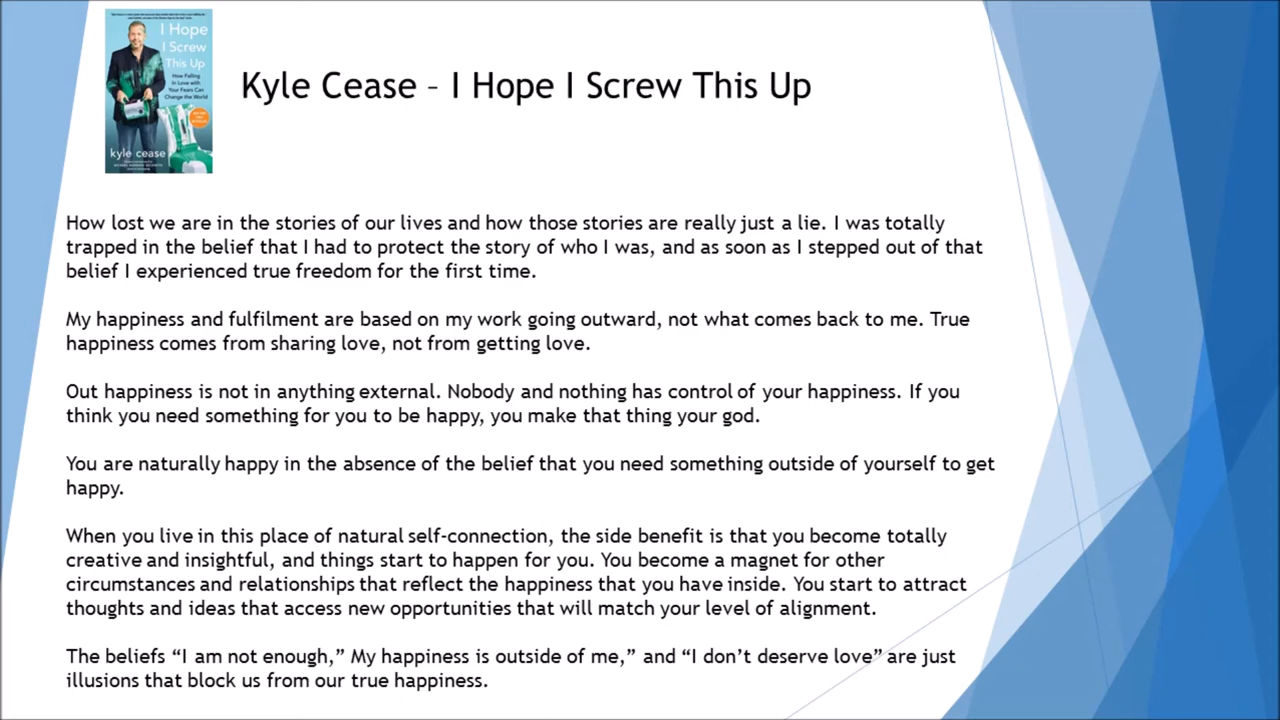 I Hope
I Screw
This Up
How Falling
In Love with
Your Fears Can
Change the World
kyle cease
Kyle Cease – I Hope I Screw This Up
How lost we are in the stories of our lives and how those stories are really just a lie. I was totally
trapped in the belief that I had to protect the story of who I was, and as soon as I stepped out of that
belief I experienced true freedom for the first time.
My happiness and fulfilment are based on my work going outward, not what comes back to me. True
happiness comes from sharing love, not from getting love.
Out happiness is not in anything external. Nobody and nothing has control of your happiness. If you
think you need something for you to be happy, you make that thing your god.
You are naturally happy in the absence of the belief that you need something outside of yourself to get
happy.
When you live in this place of natural self-connection, the side benefit is that you become totally
creative and insightful, and things start to happen for you. You become a magnet for other
circumstances and relationships that reflect the happiness that you have inside. You start to attract
thoughts and ideas that access new opportunities that will match your level of alignment.
The beliefs “I am not enough,” My happiness is outside of me,” and “I don’t deserve love” are just
illusions that block us from our true happiness.